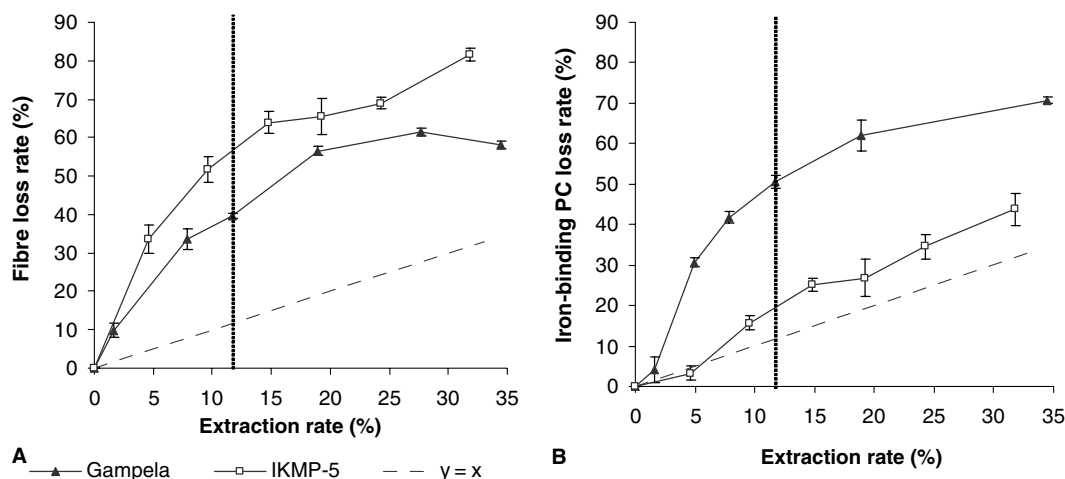 Fibre loss rate (%)
90
80
70
60
50
40
30
20
10
0
0 5 10 15 20 25 30 35
Extraction rate (%)
A
Gampela IKMP-5 y = x
Iron-binding PC loss rate (%)
90
80
70
60
50
40
30
20
10
0
0 5 10 15 20 25 30 35
B
Extraction rate (%)